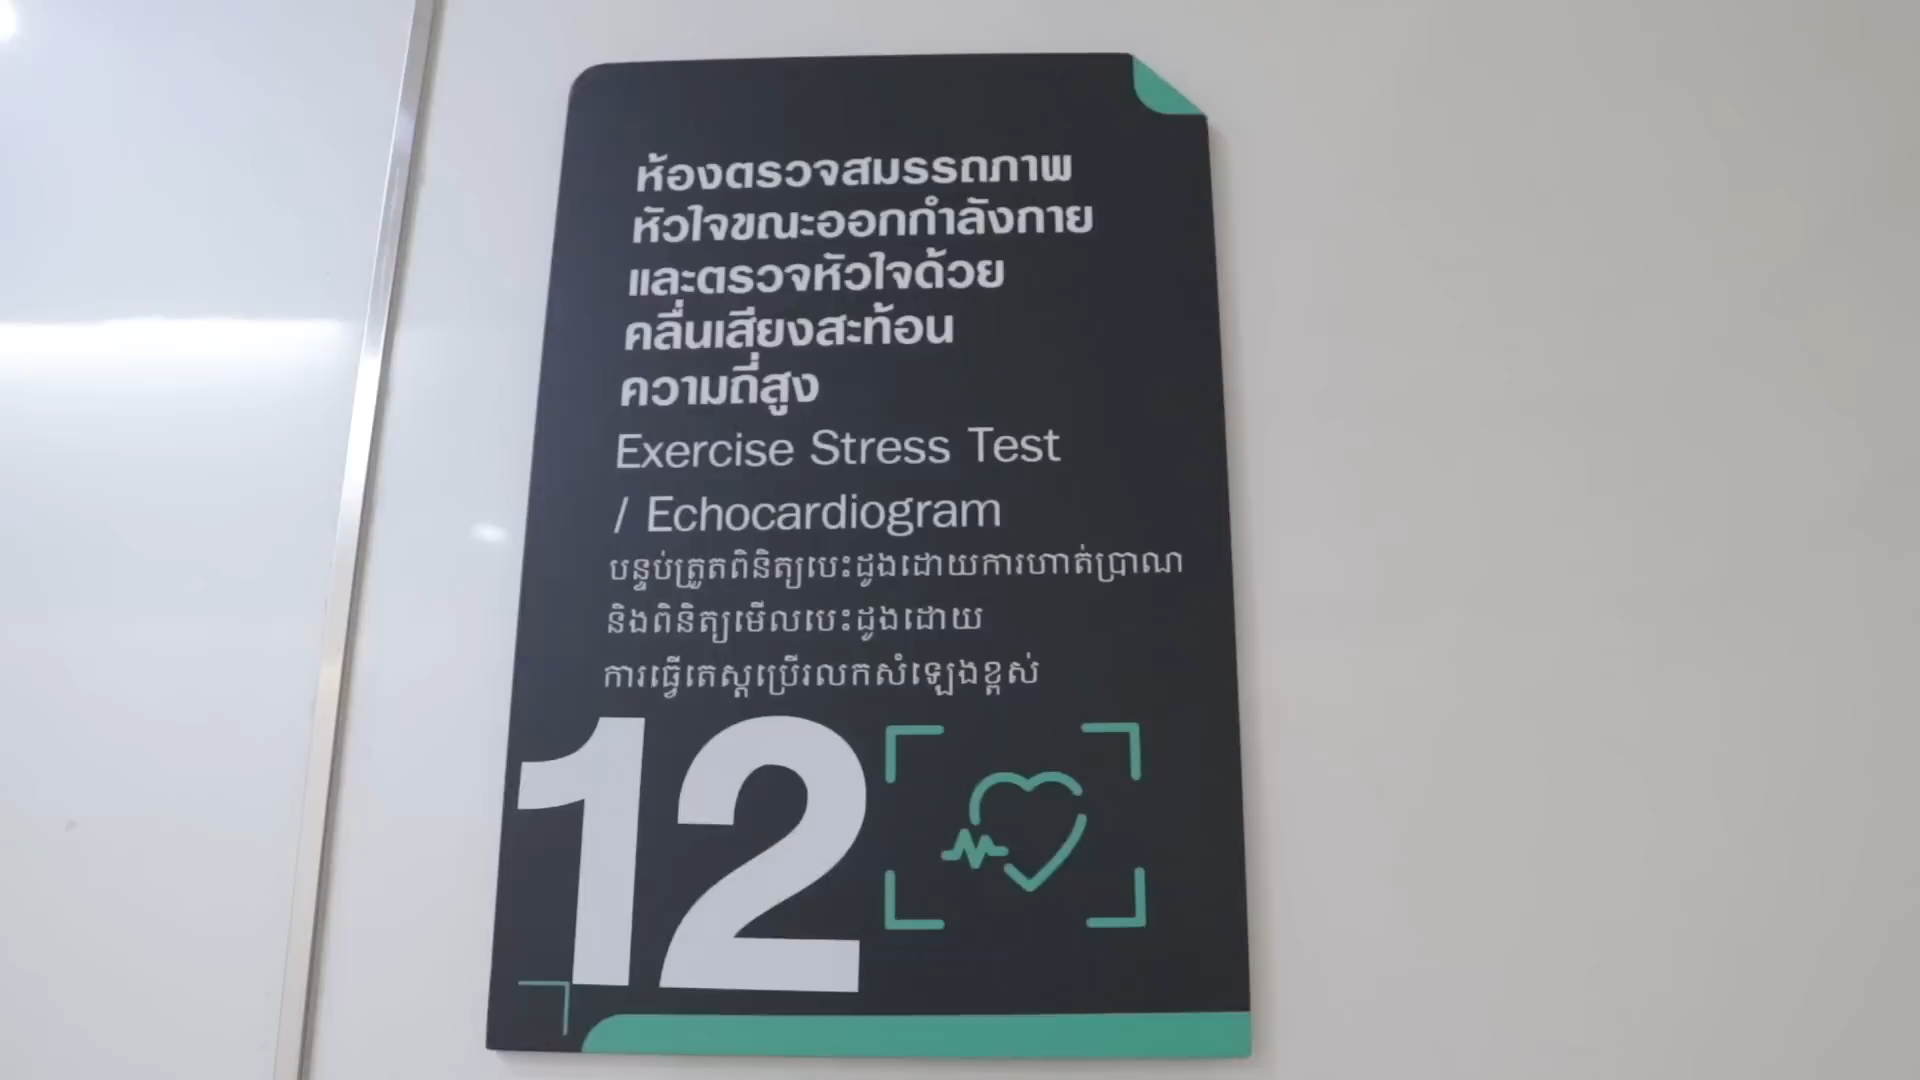 ห้องตรวจสมรรถภาพ
หัวใจขณะออกกำลังกาย
และตรวจหัวใจด้วย
คลื่นเสียงสะท้อน
ความถี่สูง
Exercise Stress Test
/ Echocardiogram
បន្ទប់ត្រួតពិនិត្យបេះដូងដោយការហាត់ប្រាណ
និងពិនិត្យមើលបេះដូងដោយ
ការធ្វើតេស្តប្រើរលកសំឡេងខ្ពស់
12